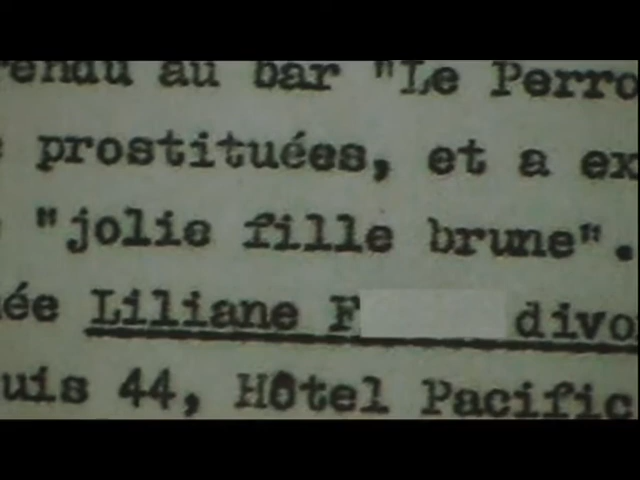 rendu au bar "Le Perro
prostituées, et a ex
"jolie fille brune".
ée Liliane F divo
uis 44, Hôtel Pacific